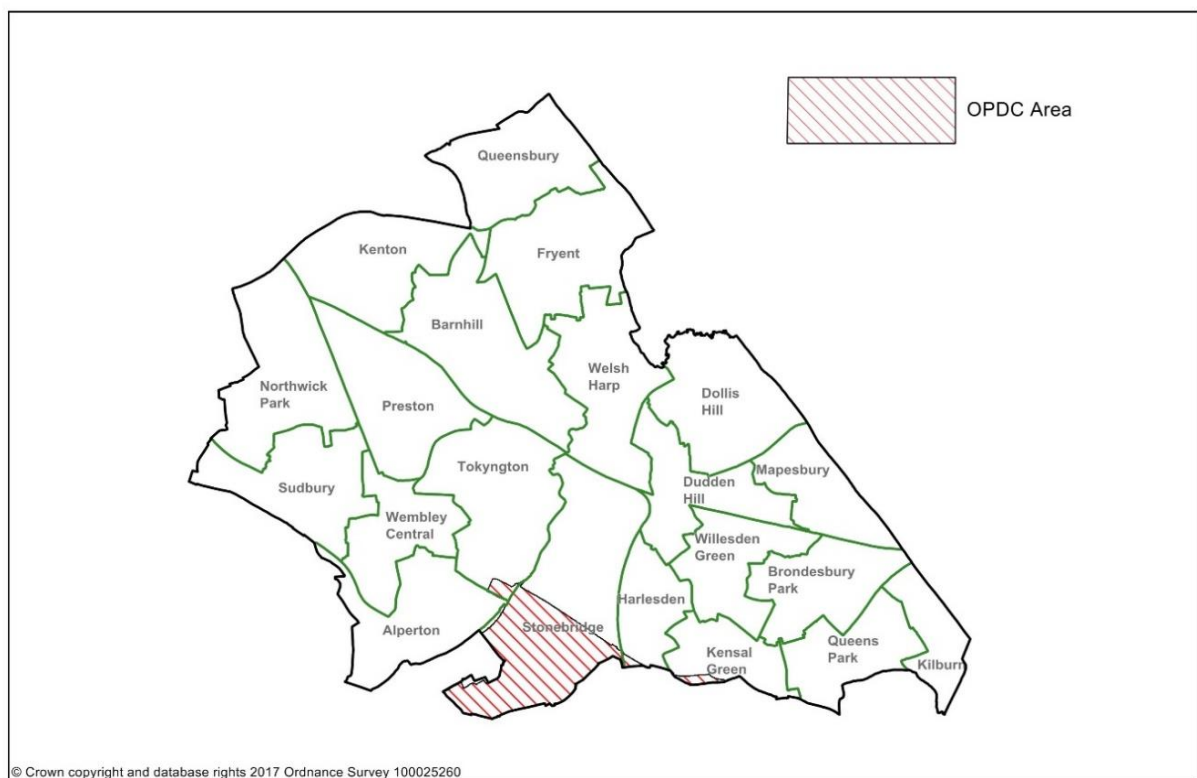 OPDC Area
Queensbury
Kenton
Fryent
Barnhill
Welsh
Harp
Northwick
Park
Preston
Dollis
Hill
Tokyngton
Mapesbury
Sudbury
Dudden
Hill
Wembley
Central
Willesden
Green
Brondesbury
Park
Harlesden
Alperton
Stonebridge
Kensal
Green
Queens
Park
Kilburn
© Crown copyright and database rights 2017 Ordnance Survey 100025260